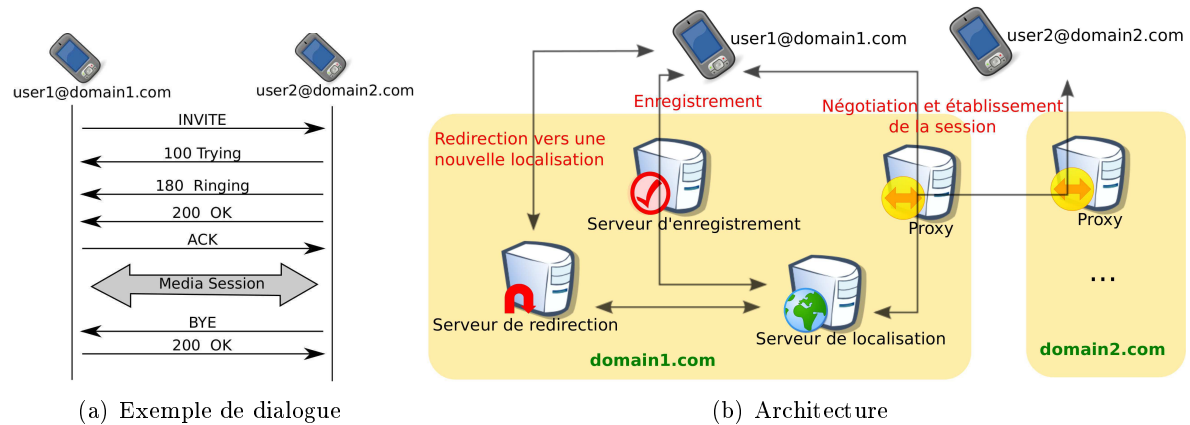 user1@domain1.com
user2@domain2.com
INVITE
100 Trying
180 Ringing
200 OK
ACK
Media Session
BYE
200 OK
(a) Exemple de dialogue
user1@domain1.com
user2@domain2.com
Enregistrement
Négotiation et établissement
de la session
Redirection vers une
nouvelle localisation
Serveur d'enregistrement
Proxy
Proxy
...
Serveur de redirection
Serveur de localisation
domain1.com
domain2.com
(b) Architecture